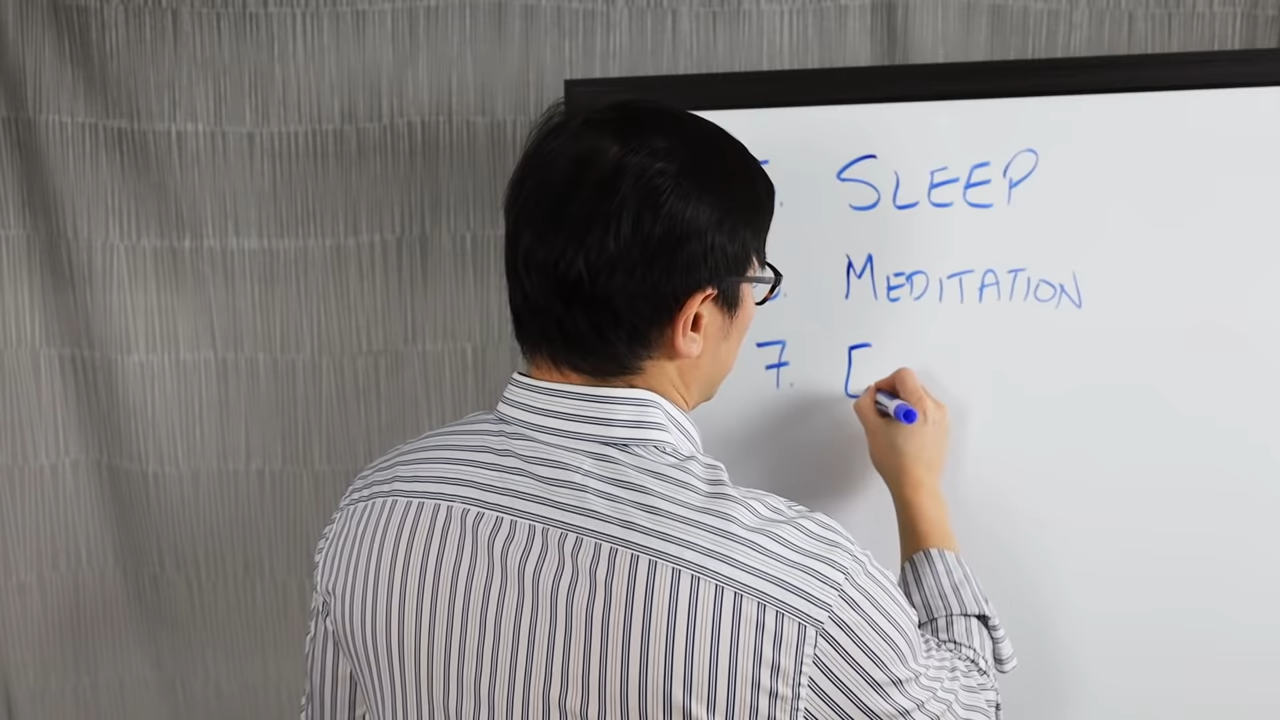 . SLEEP
. MEDITATION
7. [